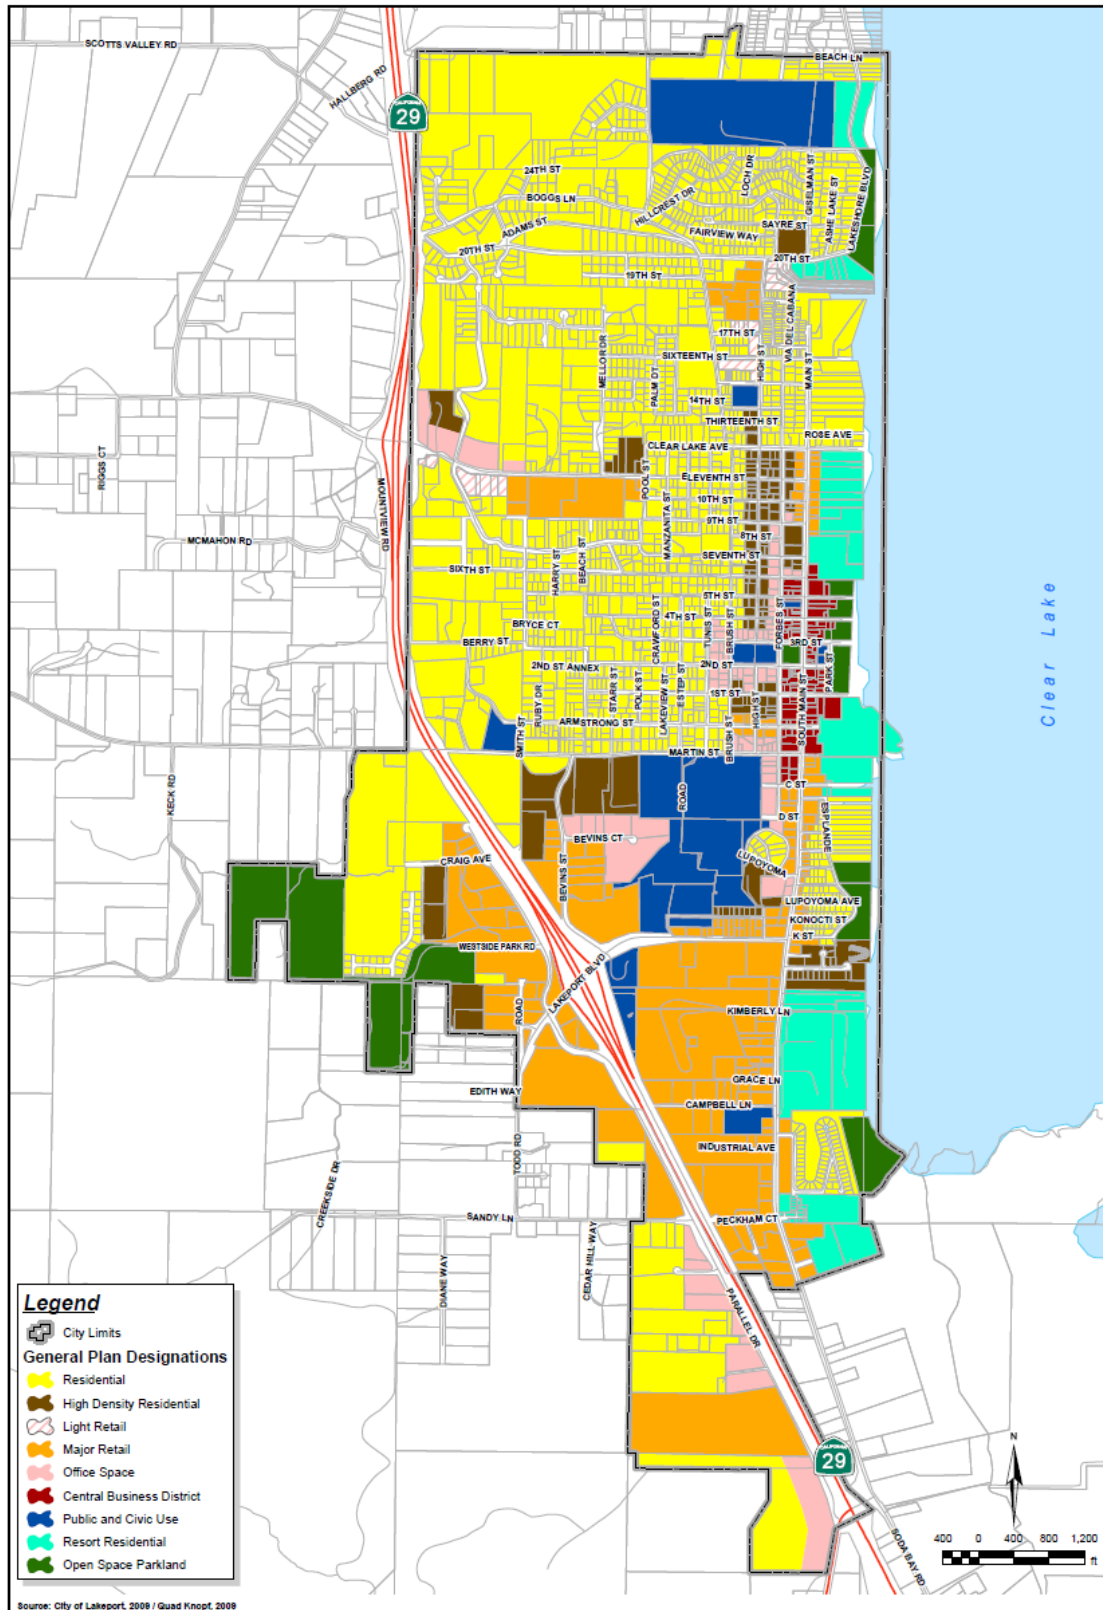 SCOTTS VALLEY RD
HALLBERG RD
CALIFORNIA
29
BEACH LN
24TH ST
BOGGS LN
HILLCREST DR
LOCH DR
GISELMAN ST
ASHE LAKE ST
LAKESHORE BLVD
ADAMS ST
20TH ST
FAIRVIEW WAY
SAYRE ST
20TH ST
19TH ST
VIA DEL CABANA
17TH ST
SIXTEENTH ST
HIGH ST
MAIN ST
MELLOR DR
PALM DT
14TH ST
THIRTEENTH ST
ROSE AVE
CLEAR LAKE AVE
RIGGS CT
MOUNTVIEW RD
POOL ST
ELEVENTH ST
10TH ST
MANZANITA ST
9TH ST
8TH ST
MCMAHON RD
SEVENTH ST
SIXTH ST
HARRY ST
BEACH ST
5TH ST
4TH ST
BRYCE CT
CRAWFORD ST
TUNIS ST
BRUSH ST
FORBES ST
3RD ST
BERRY ST
2ND ST ANNEX
2ND ST
PARK ST
RUBY DR
STARR ST
POLK ST
LAKEVIEW ST
ESTEP ST
1ST ST
HIGH ST
SOUTH MAIN ST
SMITH ST
ARMSTRONG ST
BRUSH ST
MARTIN ST
Clear Lake
KECK RD
ROAD
C ST
D ST
ESPLANDE
BEVINS CT
LUPOYOMA
CRAIG AVE
BEVINS ST
LUPOYOMA AVE
KONOCTI ST
K ST
WESTSIDE PARK RD
LAKEPORT BLVD
ROAD
KIMBERLY LN
GRACE LN
EDITH WAY
CAMPBELL LN
INDUSTRIAL AVE
TODD RD
CREEKSIDE DR
SANDY LN
PECKHAM CT
CEDAR HILL WAY
DIANE WAY
PARALLEL DR
CALIFORNIA
29
SODA BAY RD
N
400 0 400 800 1,200
ft
Legend
City Limits
General Plan Designations
Residential
High Density Residential
Light Retail
Major Retail
Office Space
Central Business District
Public and Civic Use
Resort Residential
Open Space Parkland
Source: City of Lakeport, 2009 / Quad Knopf, 2009